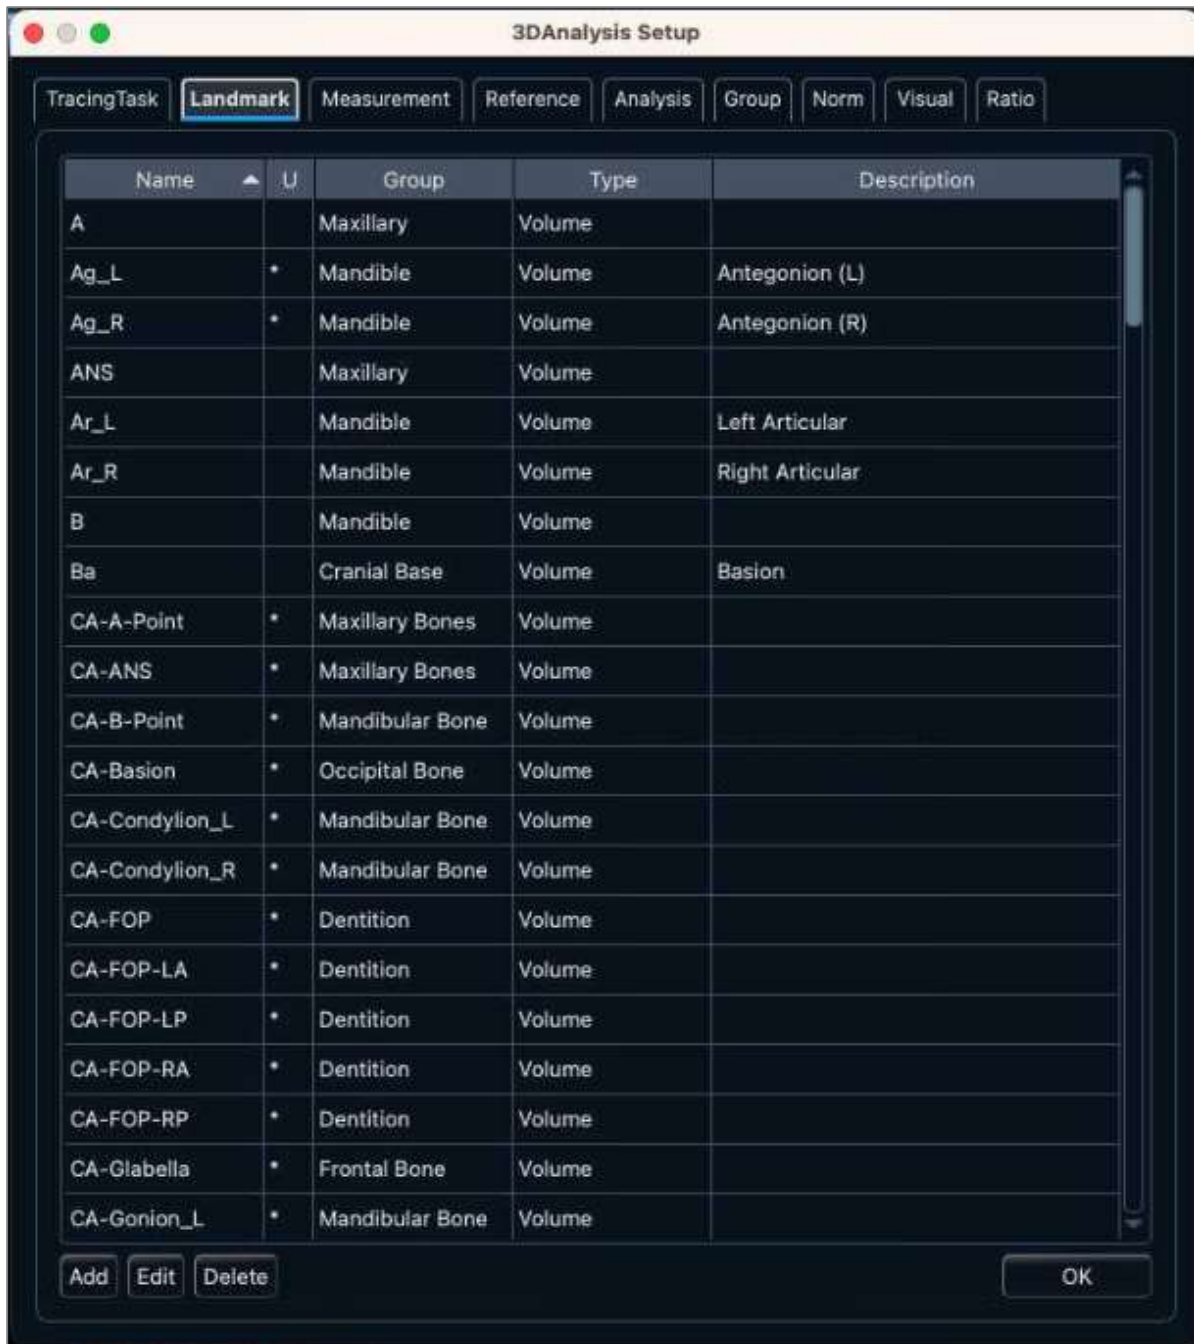 3DAnalysis Setup
TracingTask Landmark Measurement Reference Analysis Group Norm Visual Ratio
Name U Group Type Description
A Maxillary Volume
Ag_L * Mandible Volume Antegonion (L)
Ag_R * Mandible Volume Antegonion (R)
ANS Maxillary Volume
Ar_L Mandible Volume Left Articular
Ar_R Mandible Volume Right Articular
B Mandible Volume
Ba Cranial Base Volume Basion
CA-A-Point * Maxillary Bones Volume
CA-ANS * Maxillary Bones Volume
CA-B-Point * Mandibular Bone Volume
CA-Basion * Occipital Bone Volume
CA-Condylion_L * Mandibular Bone Volume
CA-Condylion_R * Mandibular Bone Volume
CA-FOP * Dentition Volume
CA-FOP-LA * Dentition Volume
CA-FOP-LP * Dentition Volume
CA-FOP-RA * Dentition Volume
CA-FOP-RP * Dentition Volume
CA-Glabella * Frontal Bone Volume
CA-Gonion_L * Mandibular Bone Volume
Add Edit Delete OK